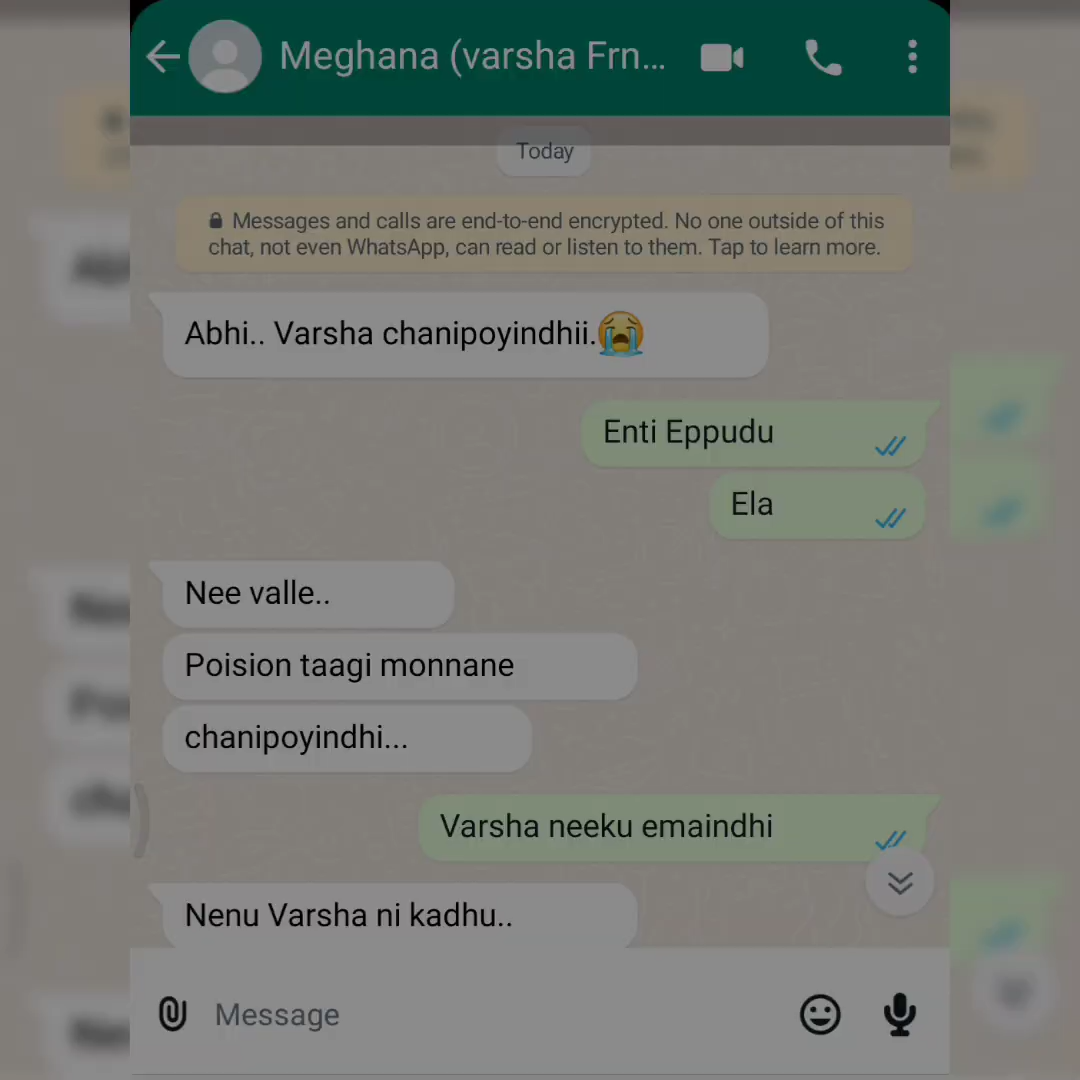 Meghana (varsha Frn...
Today
Messages and calls are end-to-end encrypted. No one outside of this
chat, not even WhatsApp, can read or listen to them. Tap to learn more.
Abhi.. Varsha chanipoyindhii.😭
Enti Eppudu
Ela
Nee valle..
Poision taagi monnane
chanipoyindhi...
Varsha neeku emaindhi
Nenu Varsha ni kadhu..
Message